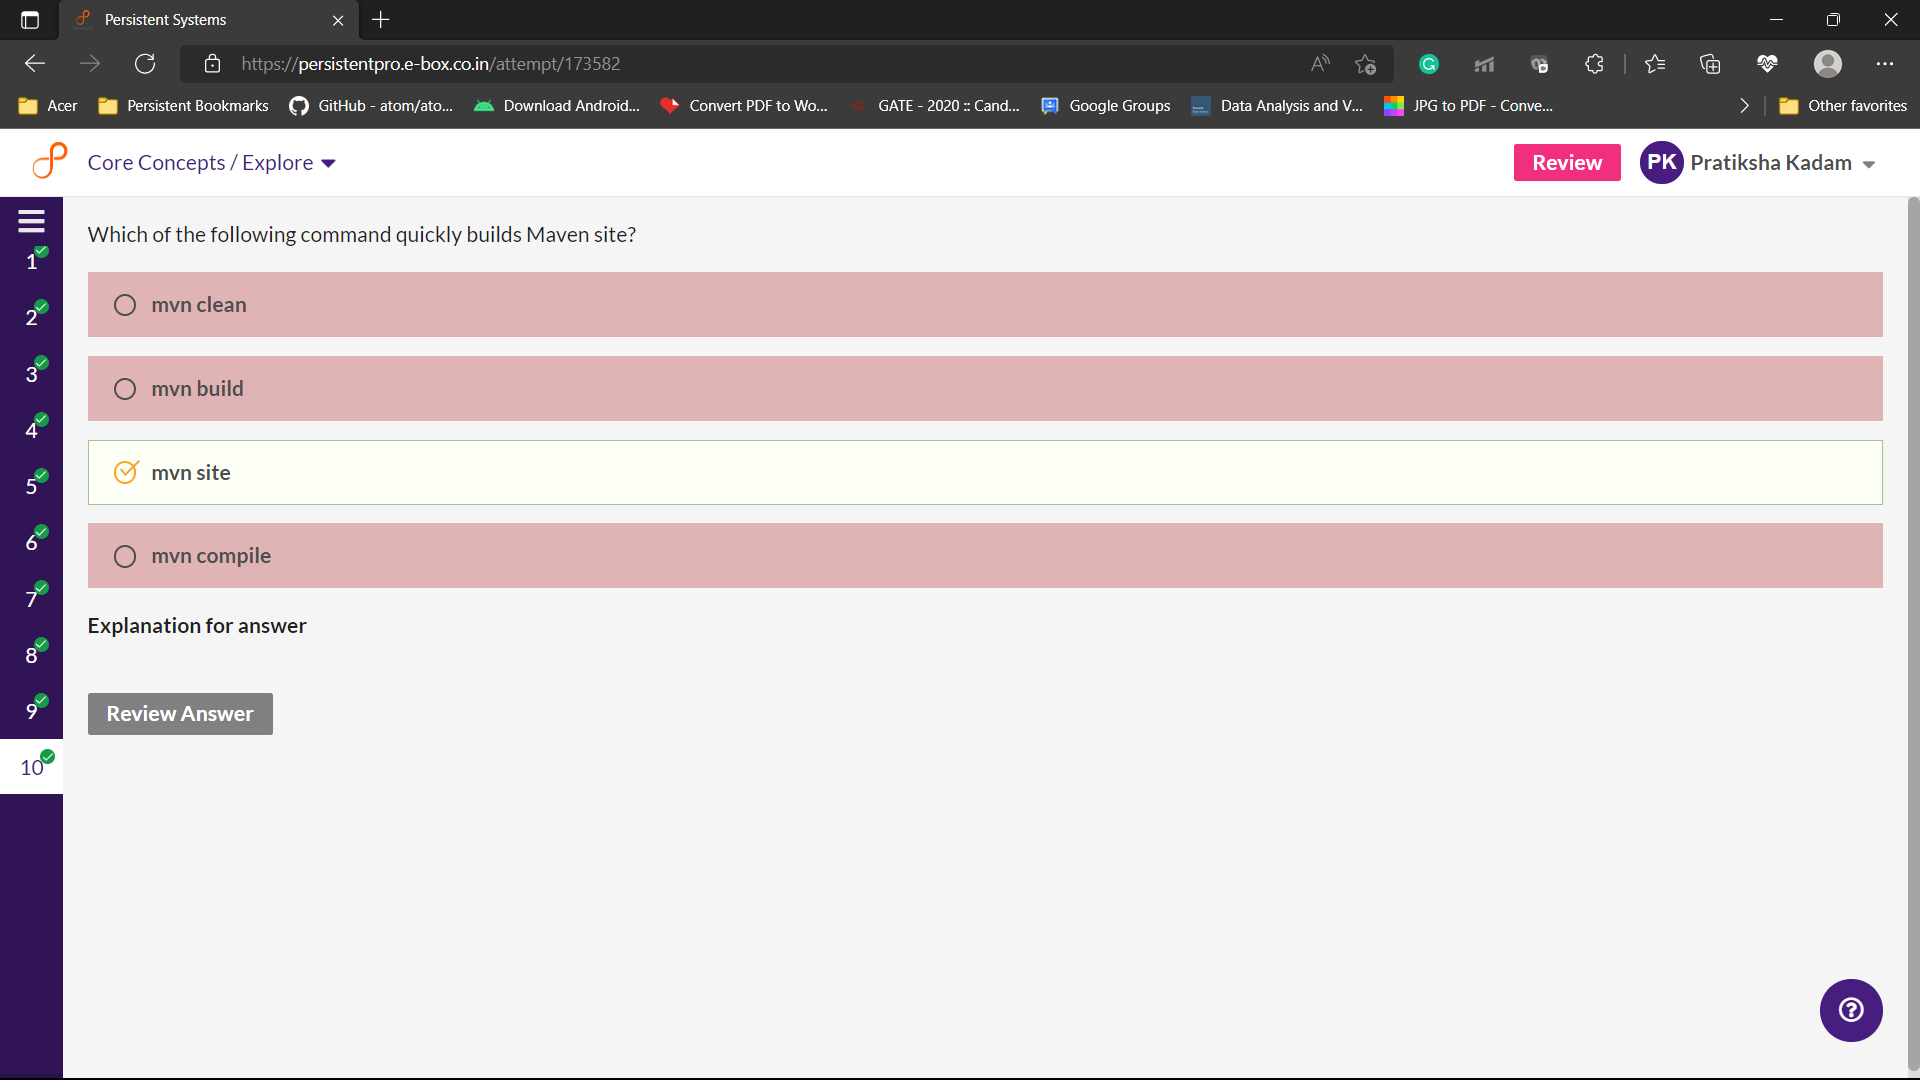 Persistent Systems
https://persistentpro.e-box.co.in/attempt/173582
Acer
Persistent Bookmarks
GitHub - atom/ato...
Download Android...
Convert PDF to Wo...
GATE - 2020 :: Cand...
Google Groups
Data Analysis and V...
JPG to PDF - Conve...
Other favorites
Core Concepts / Explore
Review
PK
Pratiksha Kadam
Which of the following command quickly builds Maven site?
1
mvn clean
2
3
mvn build
4
mvn site
5
6
mvn compile
7
Explanation for answer
8
9
Review Answer
10